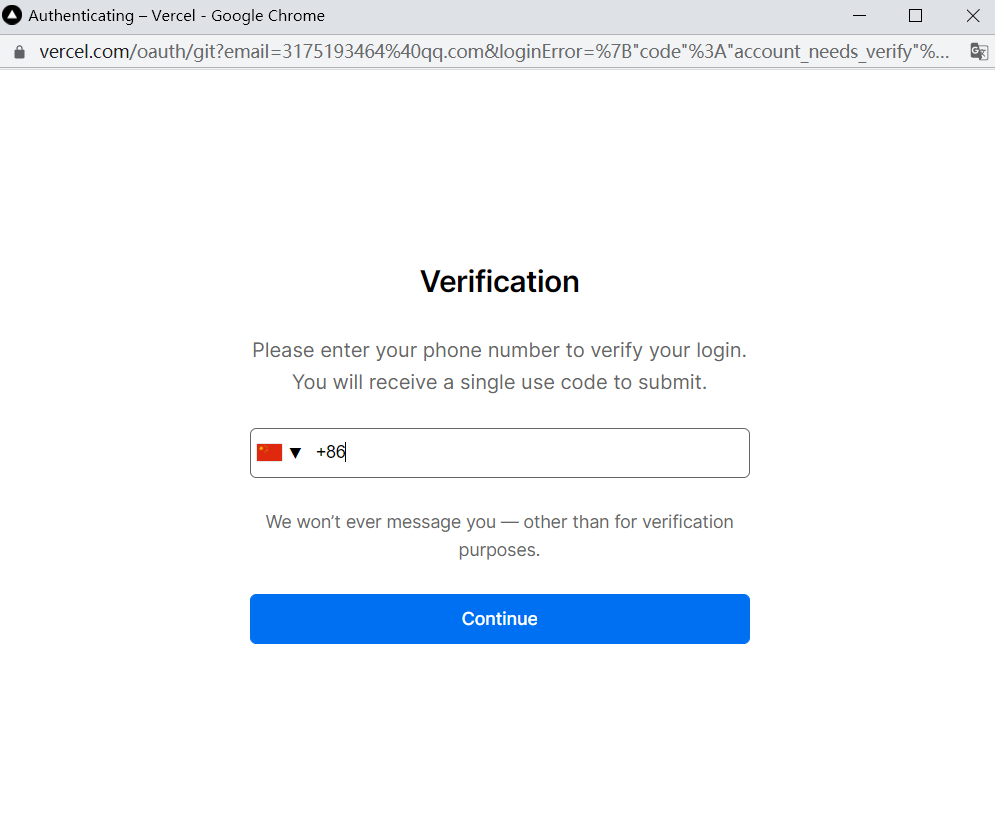 Authenticating – Vercel - Google Chrome
vercel.com/oauth/git?email=3175193464%40qq.com&loginError=%7B"code"%3A"account_needs_verify"%...
Verification
Please enter your phone number to verify your login.
You will receive a single use code to submit.
+86
We won’t ever message you — other than for verification
purposes.
Continue